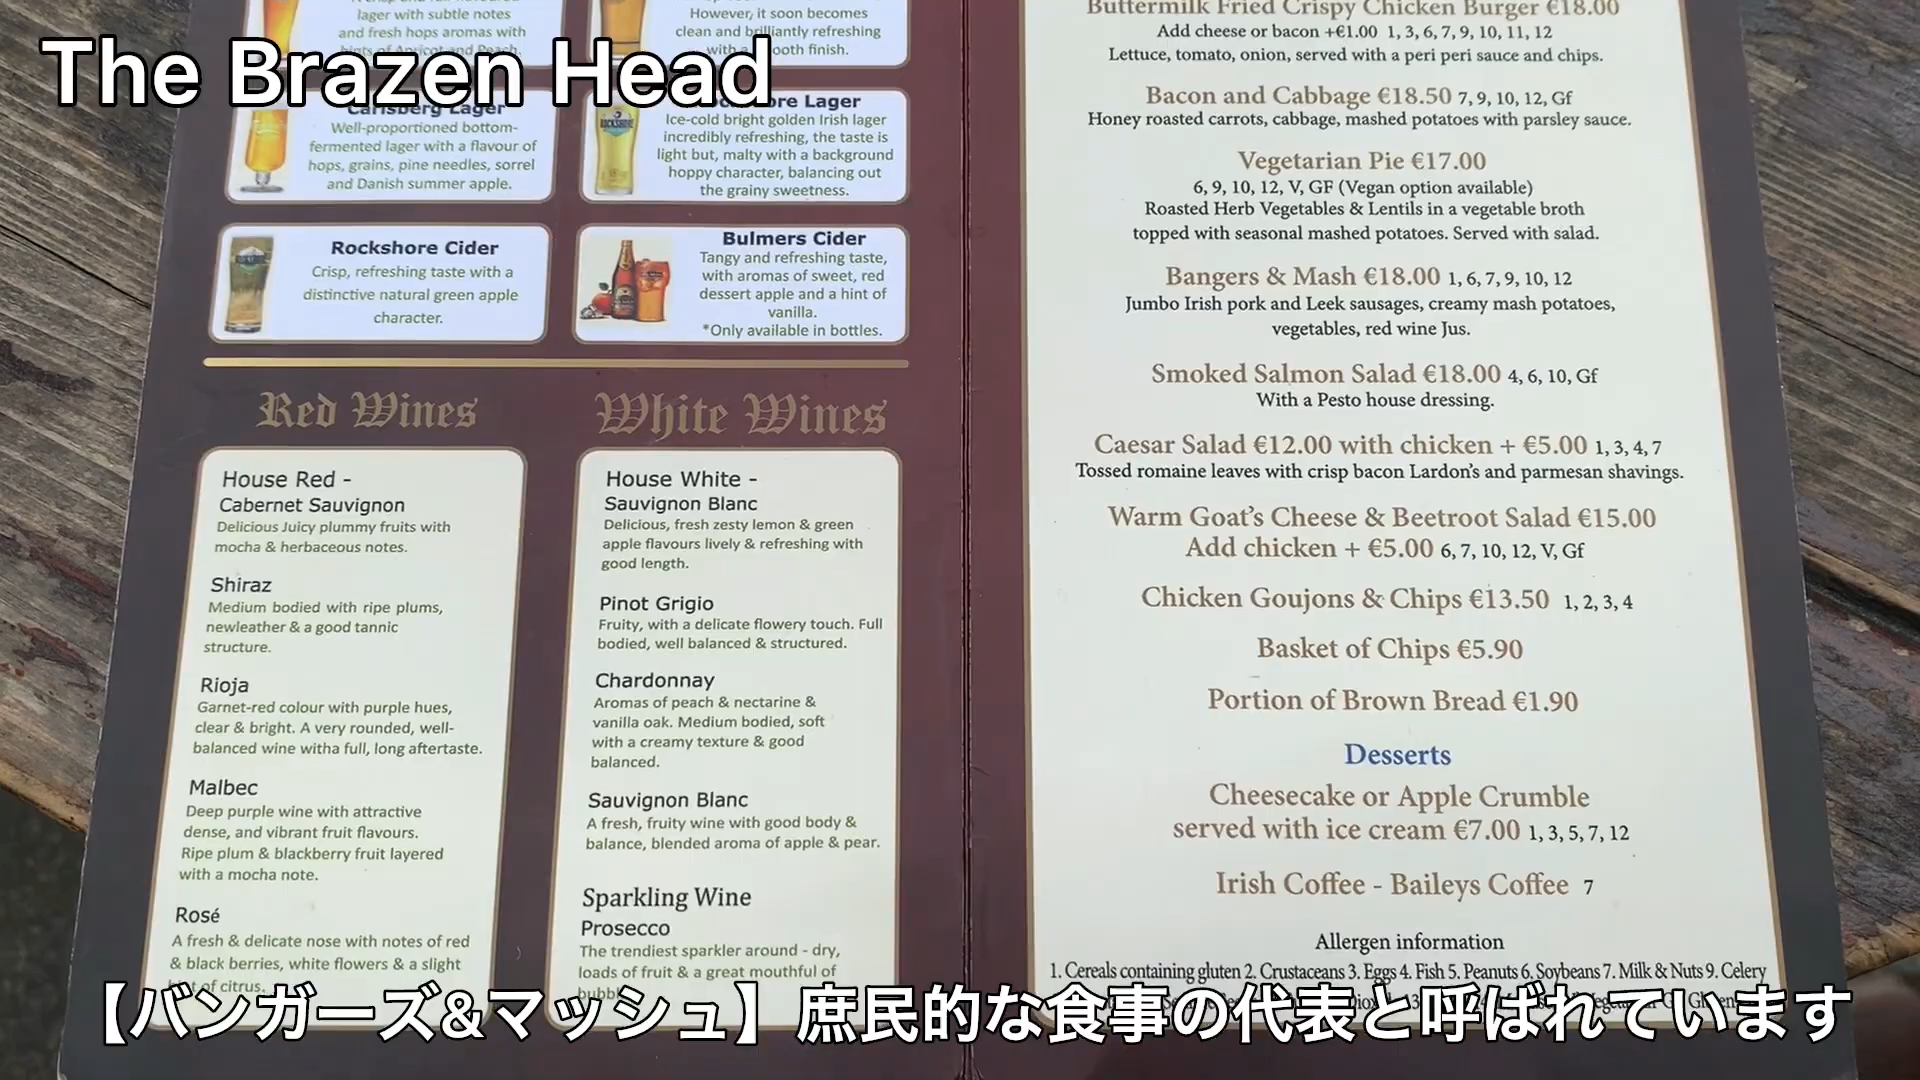 The Brazen Head
lager with subtle notes
and fresh hops aromas with
hints of Apricot and Peach.
However, it soon becomes
clean and brilliantly refreshing
with a smooth finish.
Carlsberg Lager
Well-proportioned bottom-
fermented lager with a flavour of
hops, grains, pine needles, sorrel
and Danish summer apple.
Lager
Ice-cold bright golden Irish lager
incredibly refreshing, the taste is
light but, malty with a background
hoppy character, balancing out
the grainy sweetness.
ROCKSHORE
Rockshore Cider
Crisp, refreshing taste with a
distinctive natural green apple
character.
Bulmers Cider
Tangy and refreshing taste,
with aromas of sweet, red
dessert apple and a hint of
vanilla.
*Only available in bottles.
Red Wines
House Red -
Cabernet Sauvignon
Delicious Juicy plummy fruits with
mocha & herbaceous notes.
Shiraz
Medium bodied with ripe plums,
newleather & a good tannic
structure.
Rioja
Garnet-red colour with purple hues,
clear & bright. A very rounded, well-
balanced wine witha full, long aftertaste.
Malbec
Deep purple wine with attractive
dense, and vibrant fruit flavours.
Ripe plum & blackberry fruit layered
with a mocha note.
Rosé
A fresh & delicate nose with notes of red
& black berries, white flowers & a slight
of citrus.
White Wines
House White -
Sauvignon Blanc
Delicious, fresh zesty lemon & green
apple flavours lively & refreshing with
good length.
Pinot Grigio
Fruity, with a delicate flowery touch. Full
bodied, well balanced & structured.
Chardonnay
Aromas of peach & nectarine &
vanilla oak. Medium bodied, soft
with a creamy texture & good
balanced.
Sauvignon Blanc
A fresh, fruity wine with good body &
balance, blended aroma of apple & pear.
Sparkling Wine
Prosecco
The trendiest sparkler around - dry,
loads of fruit & a great mouthful of
Buttermilk Fried Crispy Chicken Burger €18.00
Add cheese or bacon +€1.00 1, 3, 6, 7, 9, 10, 11, 12
Lettuce, tomato, onion, served with a peri peri sauce and chips.
Bacon and Cabbage €18.50 7, 9, 10, 12, Gf
Honey roasted carrots, cabbage, mashed potatoes with parsley sauce.
Vegetarian Pie €17.00
6, 9, 10, 12, V, GF (Vegan option available)
Roasted Herb Vegetables & Lentils in a vegetable broth
topped with seasonal mashed potatoes. Served with salad.
Bangers & Mash €18.00 1, 6, 7, 9, 10, 12
Jumbo Irish pork and Leek sausages, creamy mash potatoes,
vegetables, red wine Jus.
Smoked Salmon Salad €18.00 4, 6, 10, Gf
With a Pesto house dressing.
Caesar Salad €12.00 with chicken + €5.00 1, 3, 4, 7
Tossed romaine leaves with crisp bacon Lardon's and parmesan shavings.
Warm Goat's Cheese & Beetroot Salad €15.00
Add chicken + €5.00 6, 7, 10, 12, V, Gf
Chicken Goujons & Chips €13.50 1, 2, 3, 4
Basket of Chips €5.90
Portion of Brown Bread €1.90
Desserts
Cheesecake or Apple Crumble
served with ice cream €7.00 1, 3, 5, 7, 12
Irish Coffee - Baileys Coffee 7
Allergen information
1. Cereals containing gluten 2. Crustaceans 3. Eggs 4. Fish 5. Peanuts 6. Soybeans 7. Milk & Nuts 9. Celery
【バンガーズ&マッシュ】庶民的な食事の代表と呼ばれています